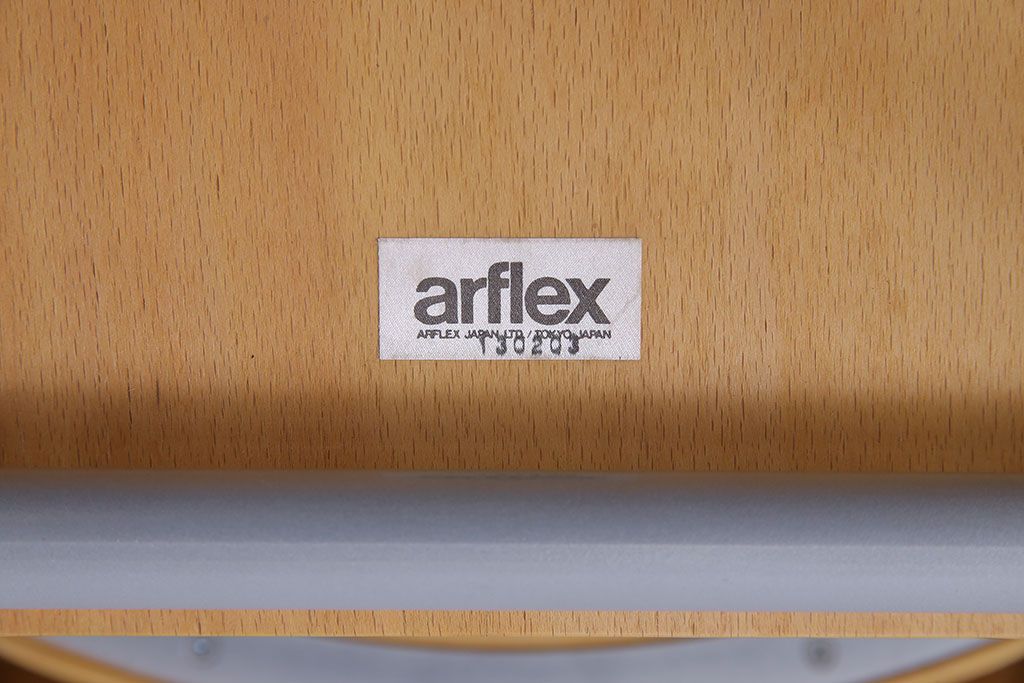 arflex
ARFLEX JAPAN LTD. / TOKYO JAPAN
130203